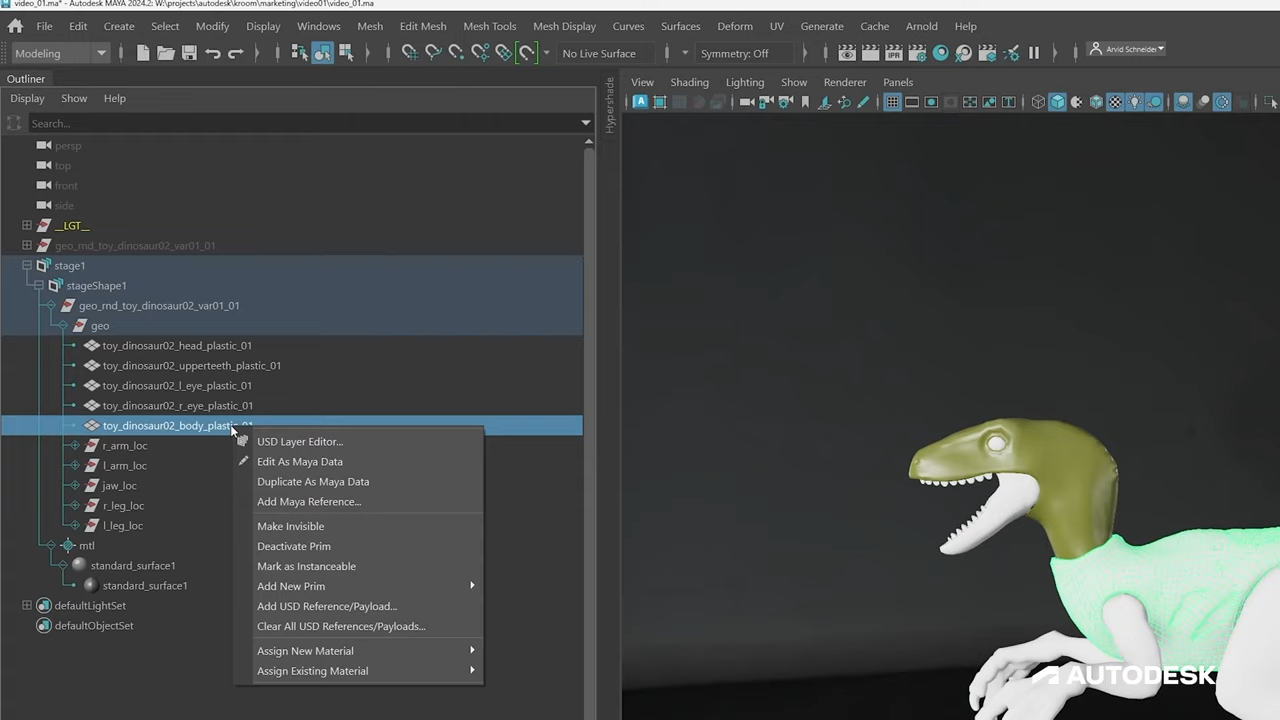 video_01.ma* - Autodesk MAYA 2024.2: W:\projects\autodesk\kroom\marketing\video01\video_01.ma
File Edit Create Select Modify Display Windows Mesh Edit Mesh Mesh Tools Mesh Display Curves Surfaces Deform UV Generate Cache Arnold Help
Modeling No Live Surface Symmetry: Off Arvid Schneider
Outliner
Display Show Help
Search...
Hypershade
View Shading Lighting Show Renderer Panels
persp
top
front
side
__LGT__
geo_rnd_toy_dinosaur02_var01_01
stage1
stageShape1
geo_rnd_toy_dinosaur02_var01_01
geo
toy_dinosaur02_head_plastic_01
toy_dinosaur02_upperteeth_plastic_01
toy_dinosaur02_l_eye_plastic_01
toy_dinosaur02_r_eye_plastic_01
toy_dinosaur02_body_plastic_01
r_arm_loc
l_arm_loc
jaw_loc
r_leg_loc
l_leg_loc
mtl
standard_surface1
standard_surface1
defaultLightSet
defaultObjectSet
USD Layer Editor...
Edit As Maya Data
Duplicate As Maya Data
Add Maya Reference...
Make Invisible
Deactivate Prim
Mark as Instanceable
Add New Prim
Add USD Reference/Payload...
Clear All USD References/Payloads...
Assign New Material
Assign Existing Material
AUTODESK